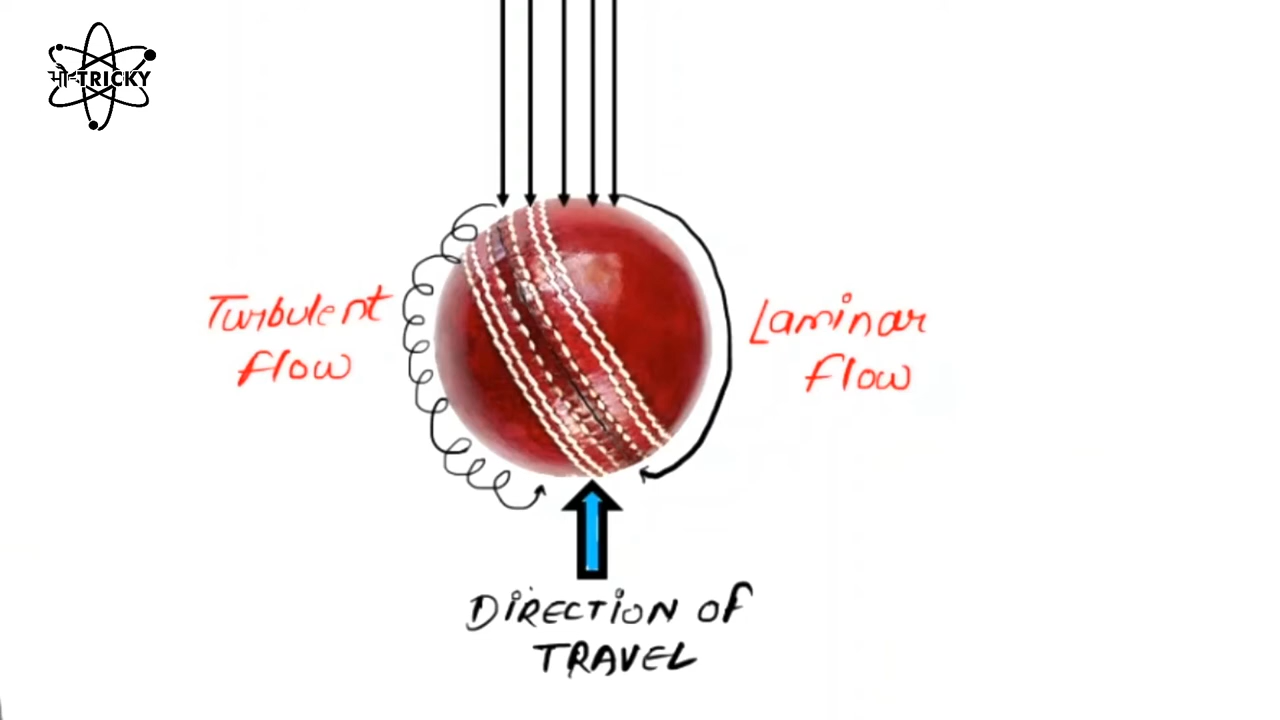 भौ-TRICKY
Turbulent
flow
Laminar
flow
DIRECTION OF
TRAVEL